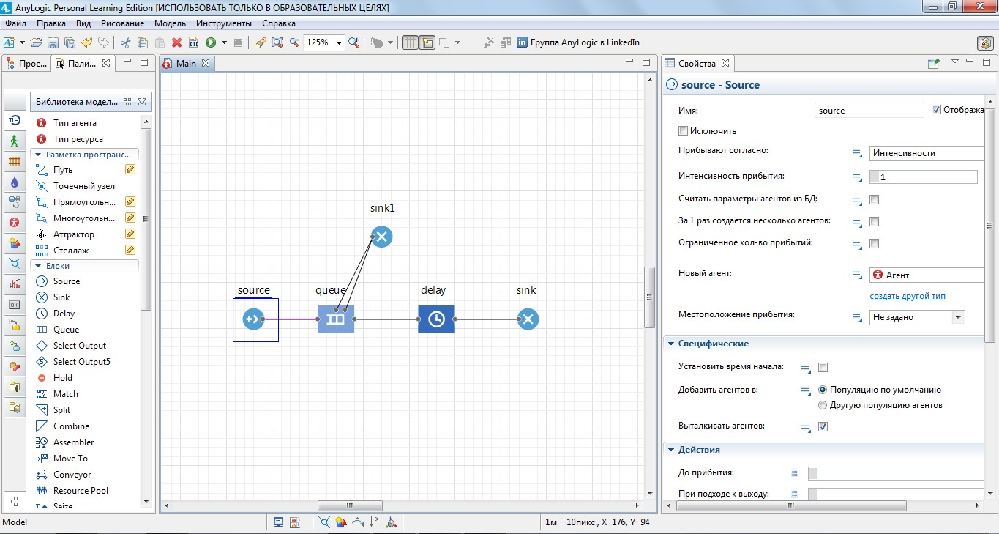 AnyLogic Personal Learning Edition [ИСПОЛЬЗОВАТЬ ТОЛЬКО В ОБРАЗОВАТЕЛЬНЫХ ЦЕЛЯХ]
Файл Правка Вид Рисование Модель Инструменты Справка
125% Группа AnyLogic в LinkedIn
Прое... Пали...
Библиотека модел...
Тип агента
Тип ресурса
Разметка пространс...
Путь
Точечный узел
Прямоугольн...
Многоугольн...
Аттрактор
Стеллаж
Блоки
Source
Sink
Delay
Queue
Select Output
Select Output5
Hold
Match
Split
Combine
Assembler
Move To
Conveyor
Resource Pool
Seize
Main
sink1
source queue delay sink
Свойства
source - Source
Имя: source Отобража
Исключить
Прибывают согласно: Интенсивности
Интенсивность прибытия: 1
Считать параметры агентов из БД:
За 1 раз создается несколько агентов:
Ограниченное кол-во прибытий:
Новый агент: Агент
создать другой тип
Местоположение прибытия: Не задано
Специфические
Установить время начала:
Добавить агентов в: Популяцию по умолчанию
Другую популяцию агентов
Выталкивать агентов:
Действия
До прибытия:
При подходе к выходу:
Model 1м = 10пикс., X=176, Y=94